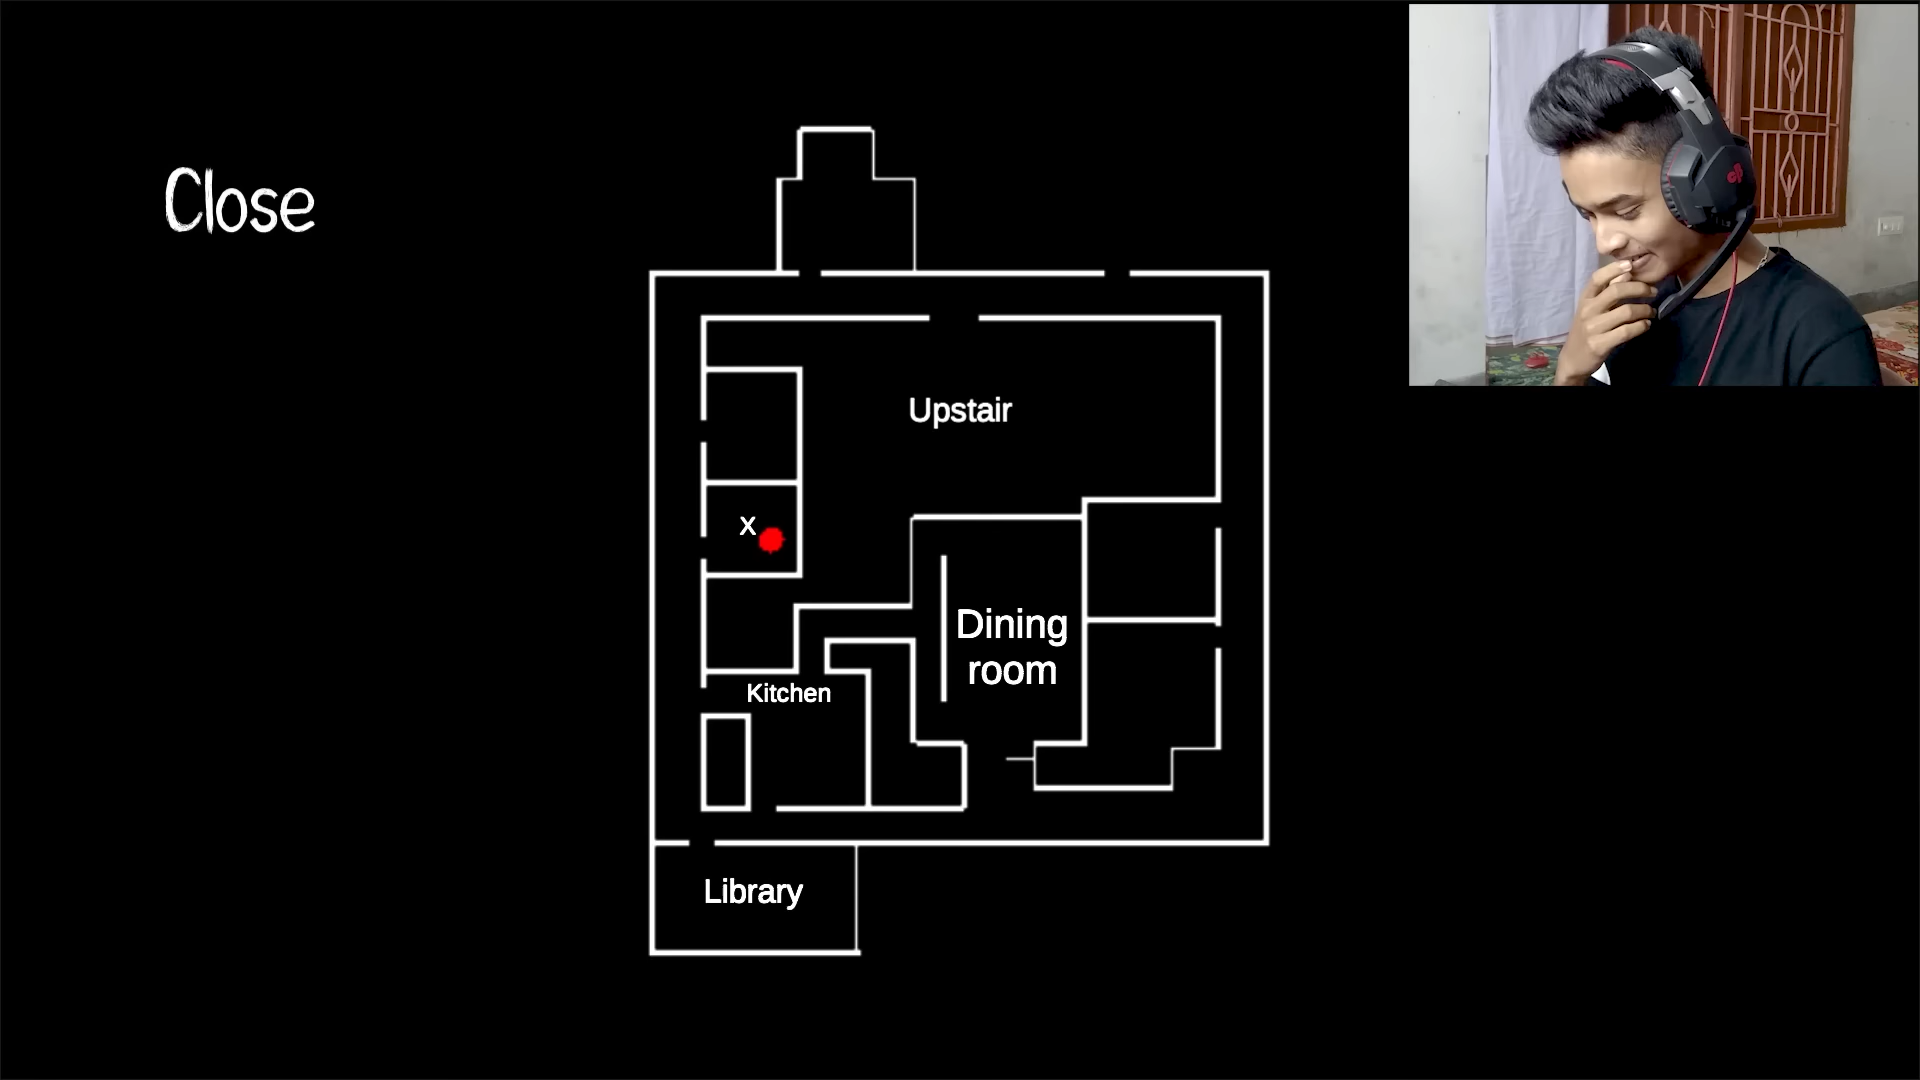 Close
Upstair
x
Dining
room
Kitchen
Library